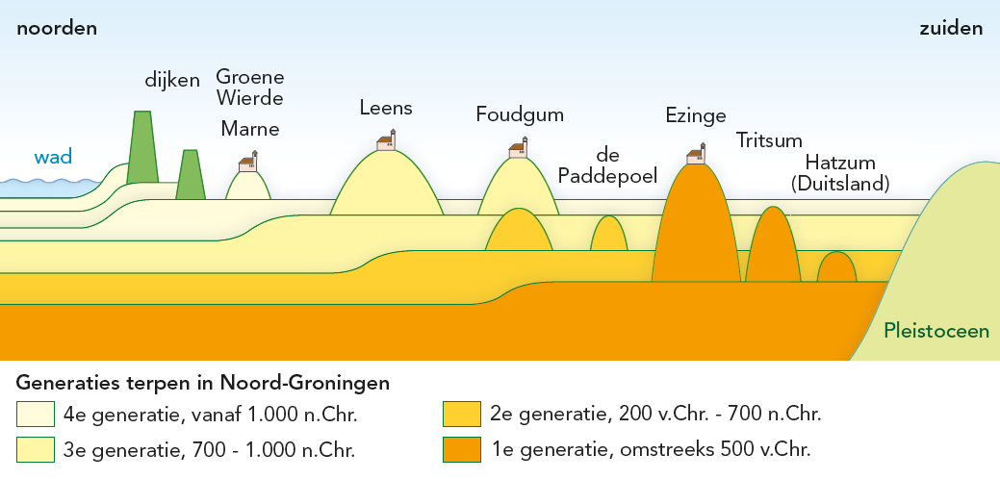 noorden
zuiden
dijken
Groene
Wierde
Marne
Leens
Foudgum
Ezinge
Tritsum
de
Paddepoel
Hatzum
(Duitsland)
wad
Pleistoceen
Generaties terpen in Noord-Groningen
4e generatie, vanaf 1.000 n.Chr.
3e generatie, 700 - 1.000 n.Chr.
2e generatie, 200 v.Chr. - 700 n.Chr.
1e generatie, omstreeks 500 v.Chr.